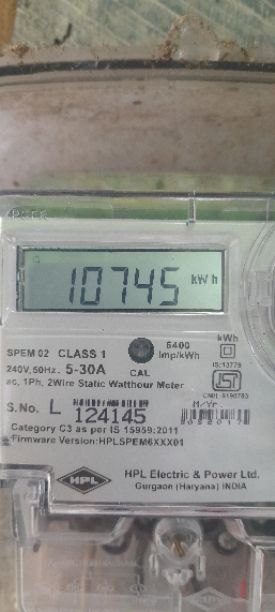 10745 kWh
kWh
6400
imp/kWh
SPEM 02 CLASS 1
240V,50Hz. 5-30A CAL
IS:13779
ac, 1Ph, 2Wire Static Watthour Meter
S.No. L 124145
M/Yr.
Category C3 as per IS 15959:2011
Firmware Version:HPLSPEM6XXX01
HPL
HPL Electric & Power Ltd.
Gurgaon (Haryana) INDIA